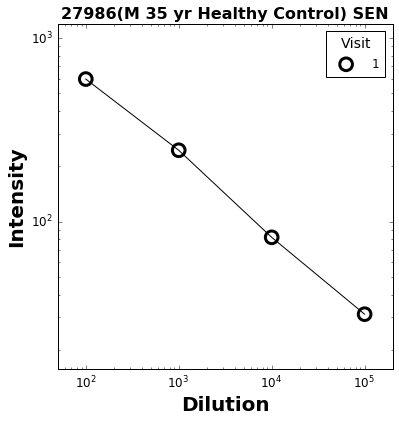 27986(M 35 yr Healthy Control) SEN
Visit
1
10³
10²
Intensity
10² 10³ 10⁴ 10⁵
Dilution